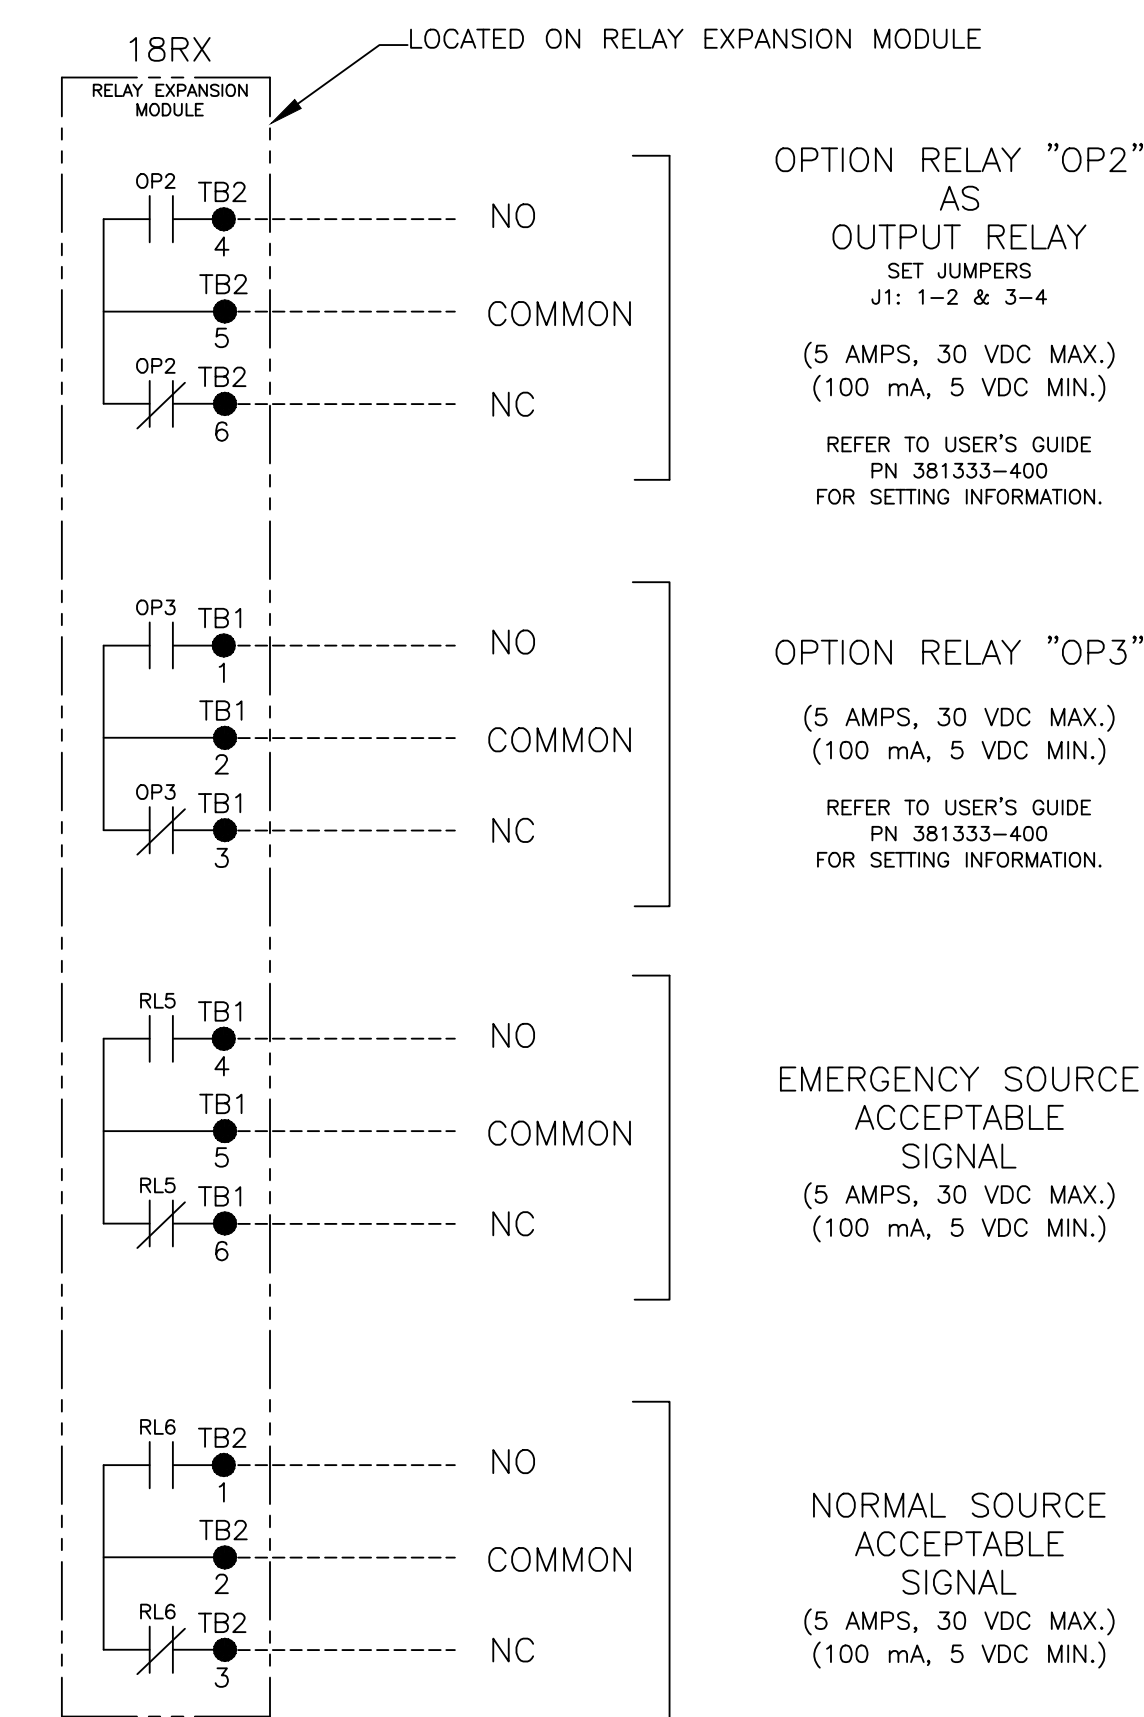 18RX
LOCATED ON RELAY EXPANSION MODULE
RELAY EXPANSION
MODULE
OP2 TB2
4
NO
TB2
5
COMMON
OP2 TB2
6
NC
OPTION RELAY "OP2"
AS
OUTPUT RELAY
SET JUMPERS
J1: 1-2 & 3-4
(5 AMPS, 30 VDC MAX.)
(100 mA, 5 VDC MIN.)
REFER TO USER'S GUIDE
PN 381333-400
FOR SETTING INFORMATION.
OP3 TB1
1
NO
TB1
2
COMMON
OP3 TB1
3
NC
OPTION RELAY "OP3"
(5 AMPS, 30 VDC MAX.)
(100 mA, 5 VDC MIN.)
REFER TO USER'S GUIDE
PN 381333-400
FOR SETTING INFORMATION.
RL5 TB1
4
NO
TB1
5
COMMON
RL5 TB1
6
NC
EMERGENCY SOURCE
ACCEPTABLE
SIGNAL
(5 AMPS, 30 VDC MAX.)
(100 mA, 5 VDC MIN.)
RL6 TB2
1
NO
TB2
2
COMMON
RL6 TB2
3
NC
NORMAL SOURCE
ACCEPTABLE
SIGNAL
(5 AMPS, 30 VDC MAX.)
(100 mA, 5 VDC MIN.)